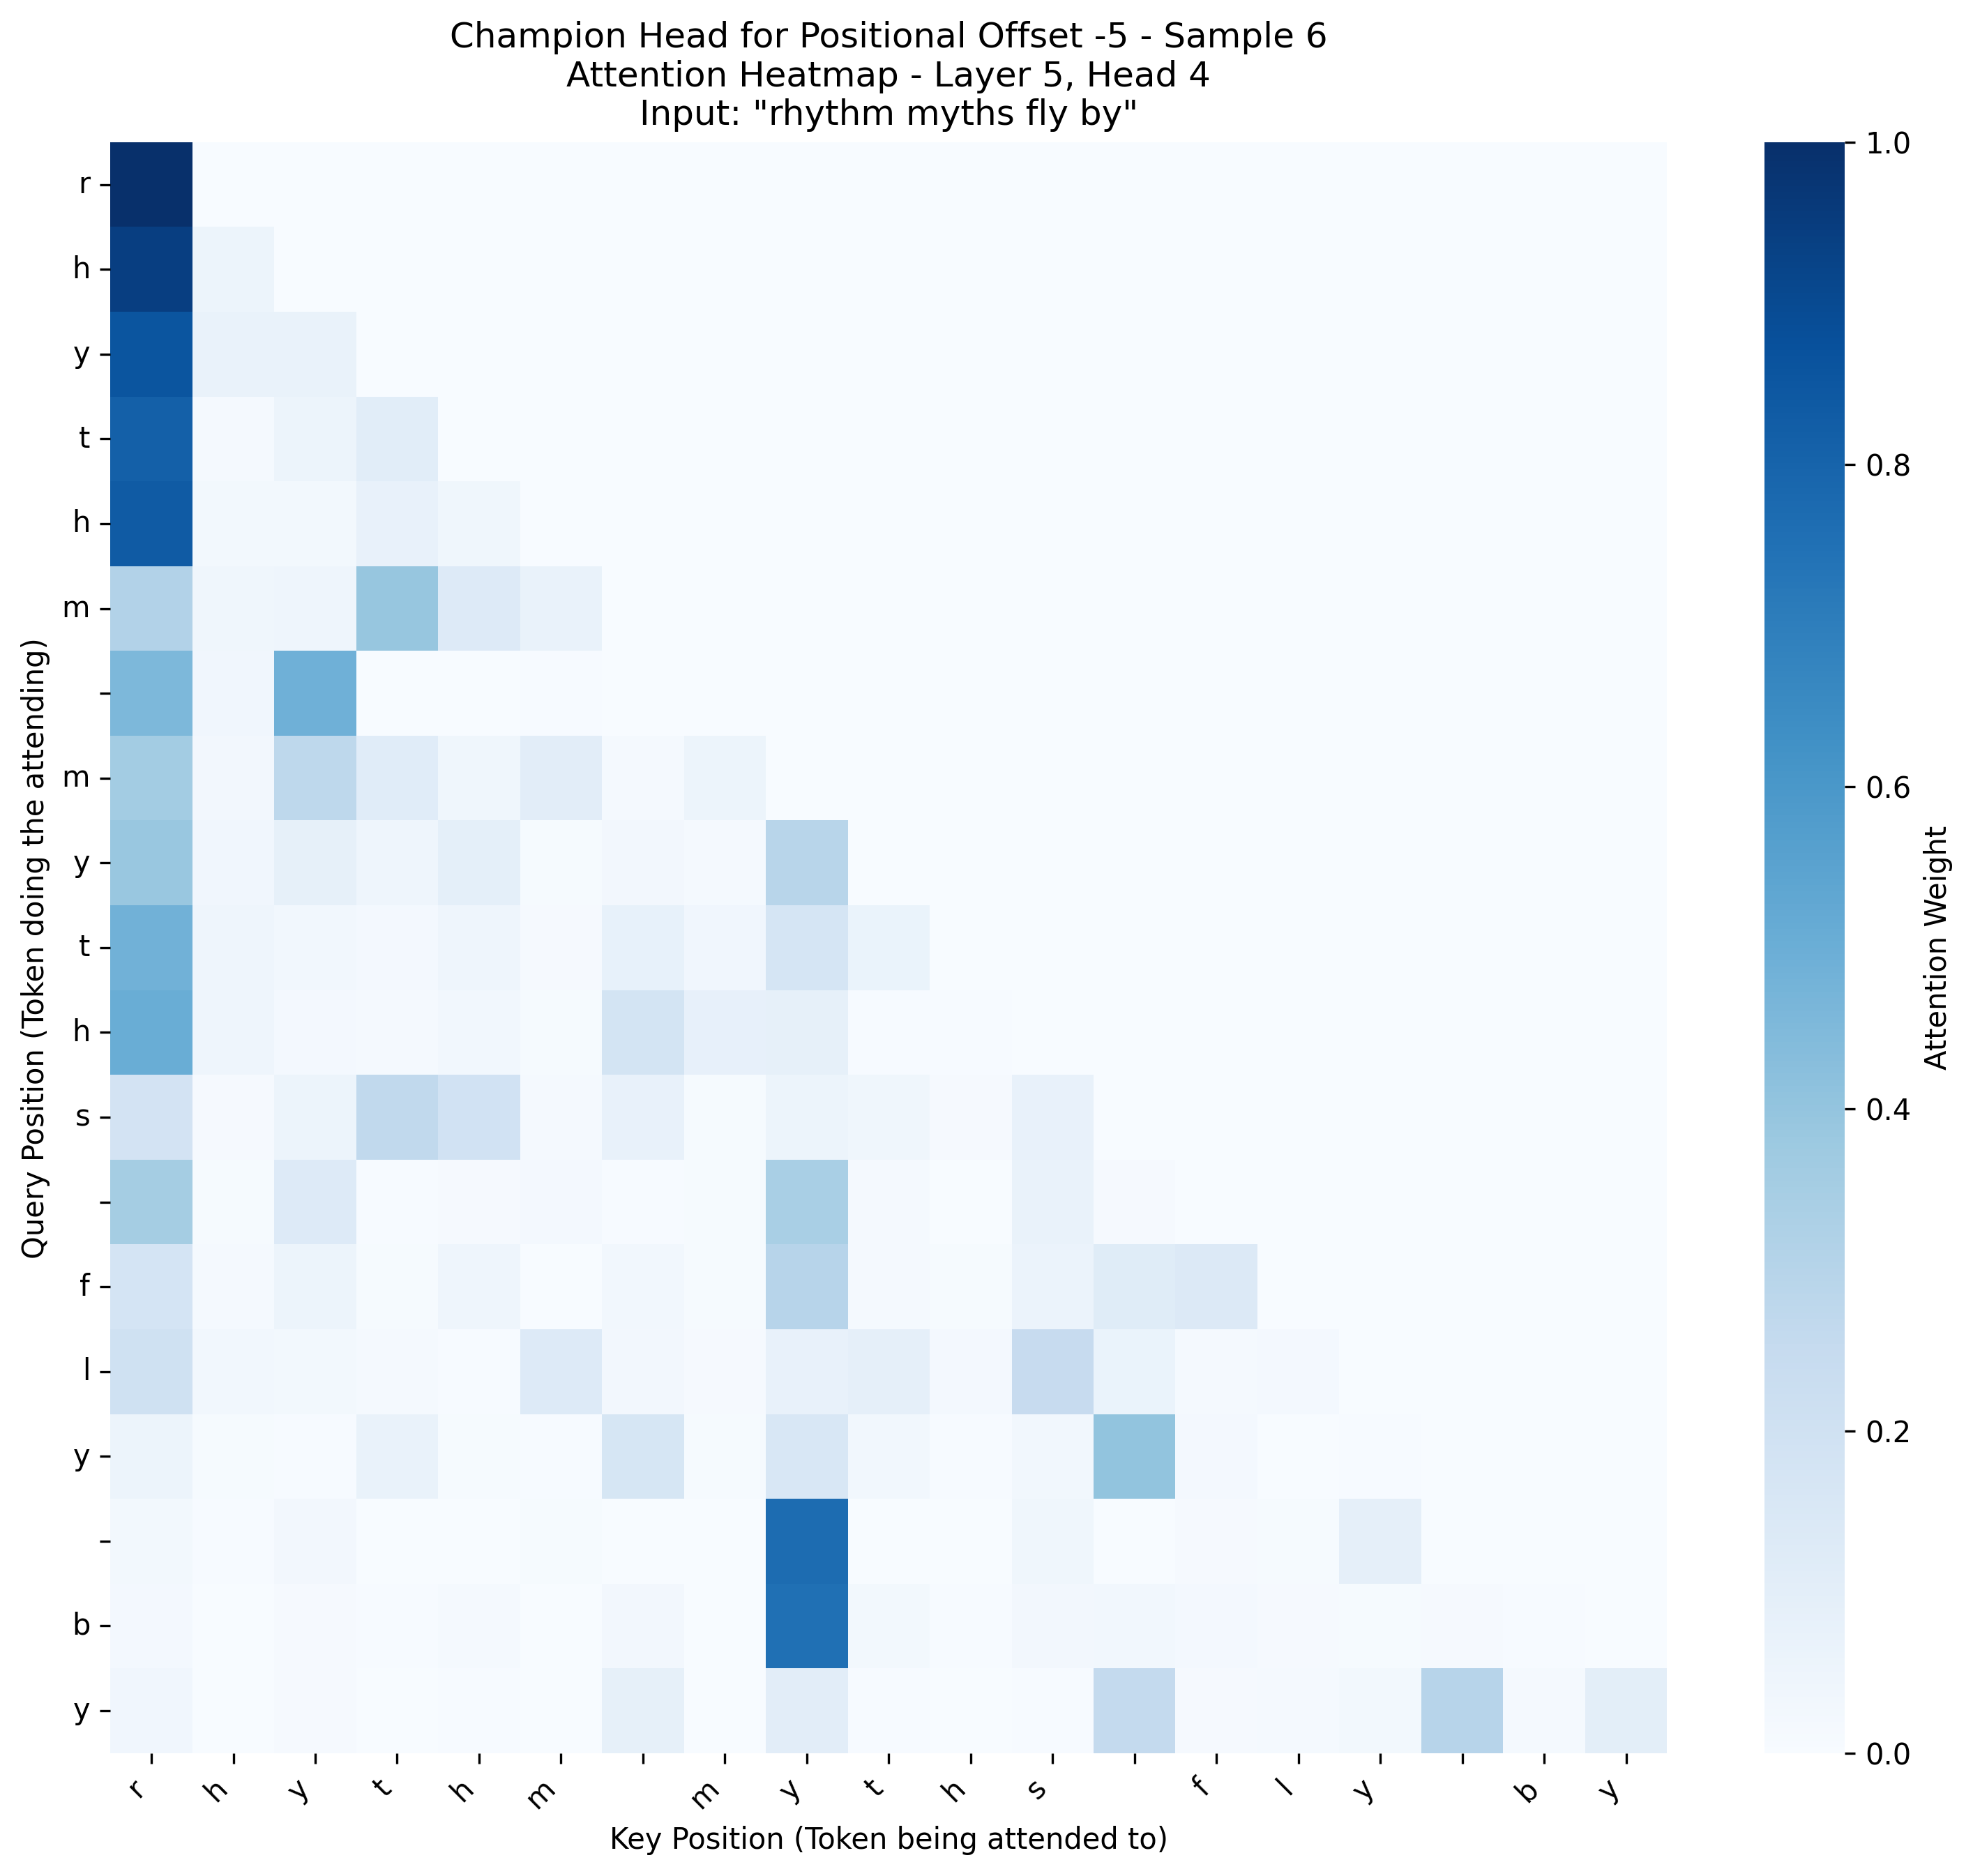 Champion Head for Positional Offset -5 - Sample 6
Attention Heatmap - Layer 5, Head 4
Input: "rhythm myths fly by"
Query Position (Token doing the attending)
r
h
y
t
h
m
m
y
t
h
s
f
l
y
b
y
r h y t h m m y t h s f l y b y
Key Position (Token being attended to)
1.0
0.8
0.6
0.4
0.2
0.0
Attention Weight